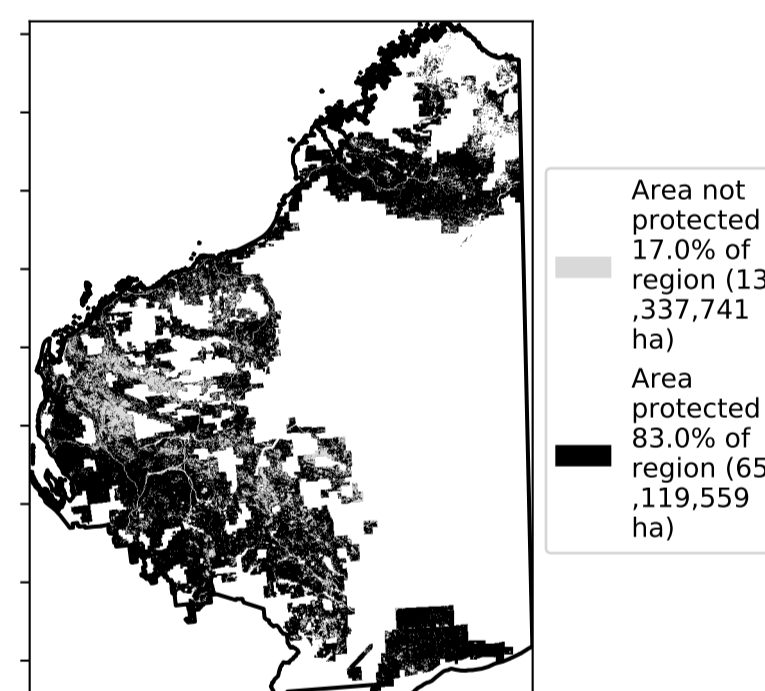 Area not
protected
17.0% of
region (13
,337,741
ha)
Area
protected
83.0% of
region (65
,119,559
ha)